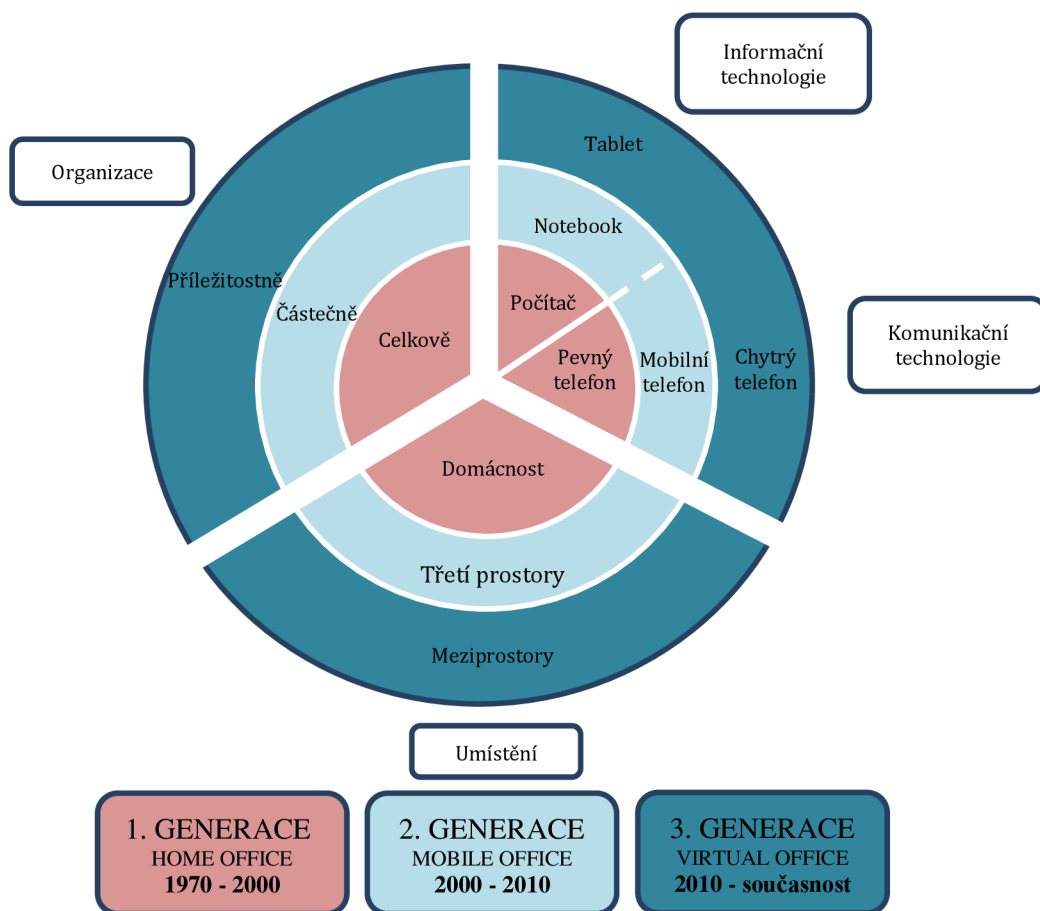 Informační
technologie
Organizace
Tablet
Notebook
Příležitostně
Částečně
Celkově
Počítač
Pevný
telefon
Mobilní
telefon
Chytrý
telefon
Komunikační
technologie
Domácnost
Třetí prostory
Meziprostory
Umístění
1. GENERACE
HOME OFFICE
1970 - 2000
2. GENERACE
MOBILE OFFICE
2000 - 2010
3. GENERACE
VIRTUAL OFFICE
2010 - současnost